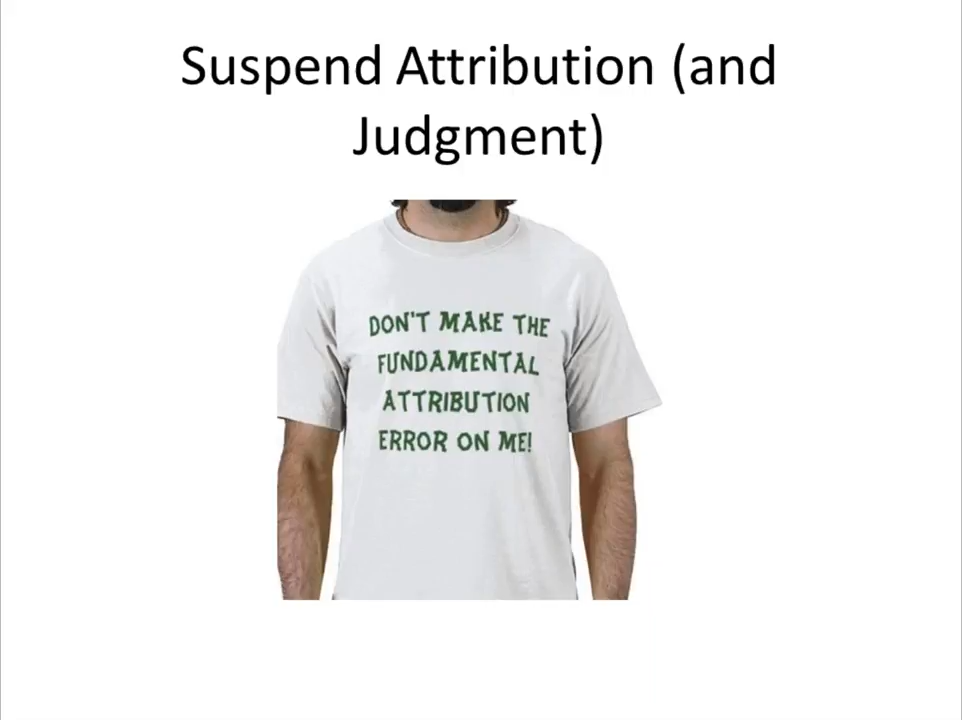 Suspend Attribution (and
Judgment)
DON'T MAKE THE
FUNDAMENTAL
ATTRIBUTION
ERROR ON ME!